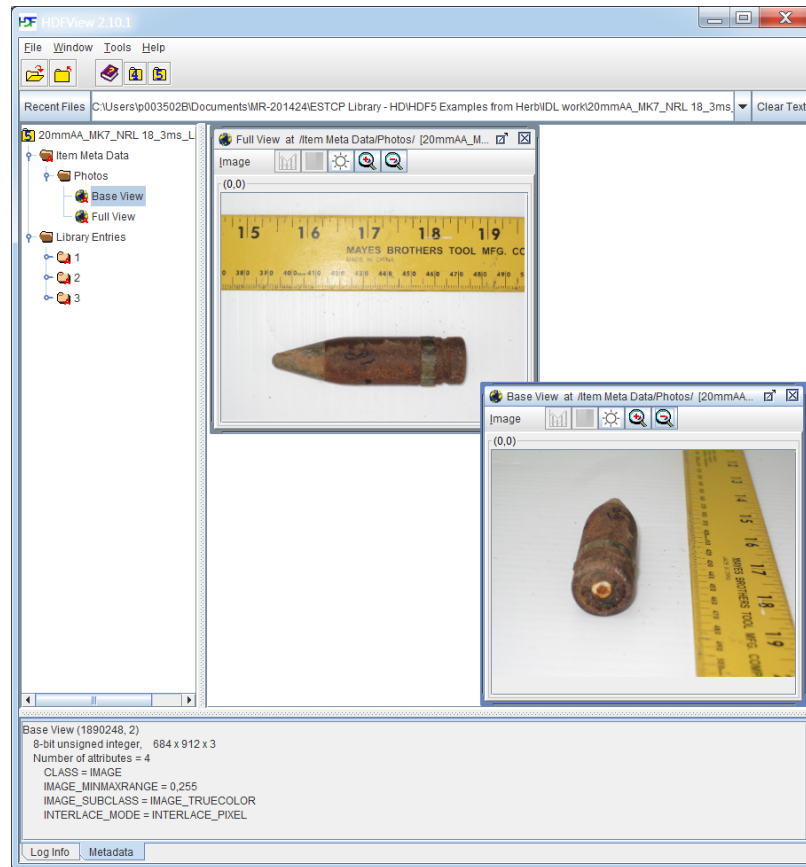 HDFView 2.10.1
File Window Tools Help
Recent Files C:\Users\p003502B\Documents\MR-201424\ESTCP Library - HD\HDF5 Examples from Herb\IDL work\20mmAA_MK7_NRL 18_3ms_ Clear Text
20mmAA_MK7_NRL 18_3ms_L
Item Meta Data
Photos
Base View
Full View
Library Entries
1
2
3
Full View at /Item Meta Data/Photos/ [20mmAA_M...
Image
(0,0)
15 16 17 18 19
MAYES BROTHERS TOOL MFG. CO
MADE IN CHINA
Base View at /Item Meta Data/Photos/ [20mmAA...
Image
(0,0)
12 13 14 15 16 17 18 19
MAYES BROTHERS TOOL MFG. COMP
Base View (1890248, 2)
8-bit unsigned integer, 684 x 912 x 3
Number of attributes = 4
CLASS = IMAGE
IMAGE_MINMAXRANGE = 0,255
IMAGE_SUBCLASS = IMAGE_TRUECOLOR
INTERLACE_MODE = INTERLACE_PIXEL
Log Info Metadata